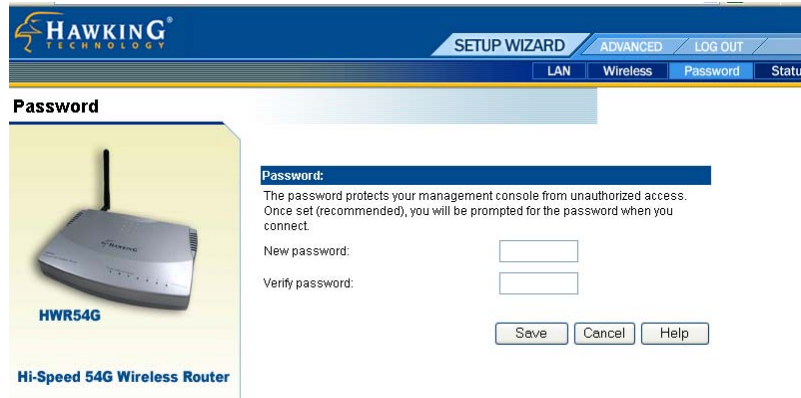 HAWKING®
TECHNOLOGY
SETUP WIZARD ADVANCED LOG OUT
LAN Wireless Password Statu
Password
Password:
The password protects your management console from unauthorized access.
Once set (recommended), you will be prompted for the password when you
connect.
New password:
Verify password:
Save Cancel Help
HAWKING
HWR54G
Hi-Speed 54G Wireless Router